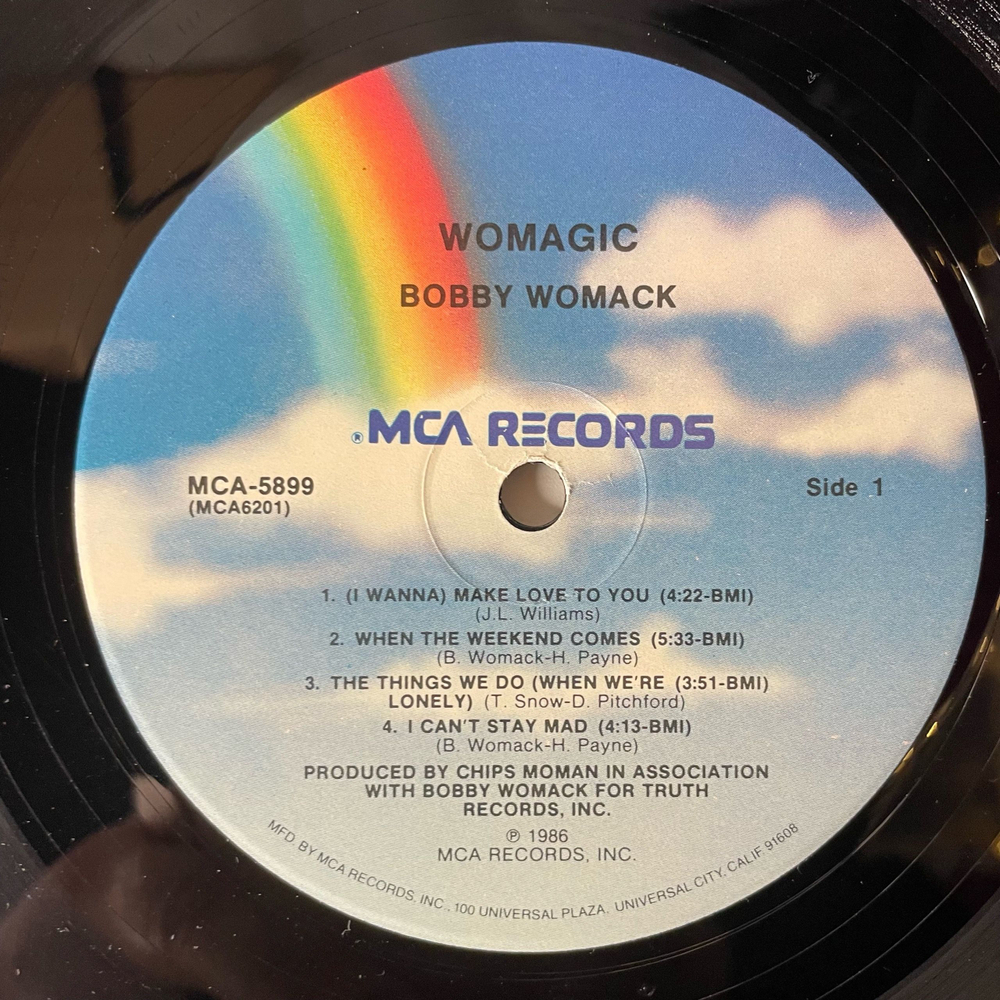 WOMAGIC
BOBBY WOMACK
®MCA RECORDS
MCA-5899
(MCA6201)
Side 1
1. (I WANNA) MAKE LOVE TO YOU (4:22-BMI)
(J.L. Williams)
2. WHEN THE WEEKEND COMES (5:33-BMI)
(B. Womack-H. Payne)
3. THE THINGS WE DO (WHEN WE'RE (3:51-BMI)
LONELY) (T. Snow-D. Pitchford)
4. I CAN'T STAY MAD (4:13-BMI)
(B. Womack-H. Payne)
PRODUCED BY CHIPS MOMAN IN ASSOCIATION
WITH BOBBY WOMACK FOR TRUTH
RECORDS, INC.
℗ 1986
MCA RECORDS, INC.
MFD. BY MCA RECORDS, INC., 100 UNIVERSAL PLAZA, UNIVERSAL CITY, CALIF. 91608